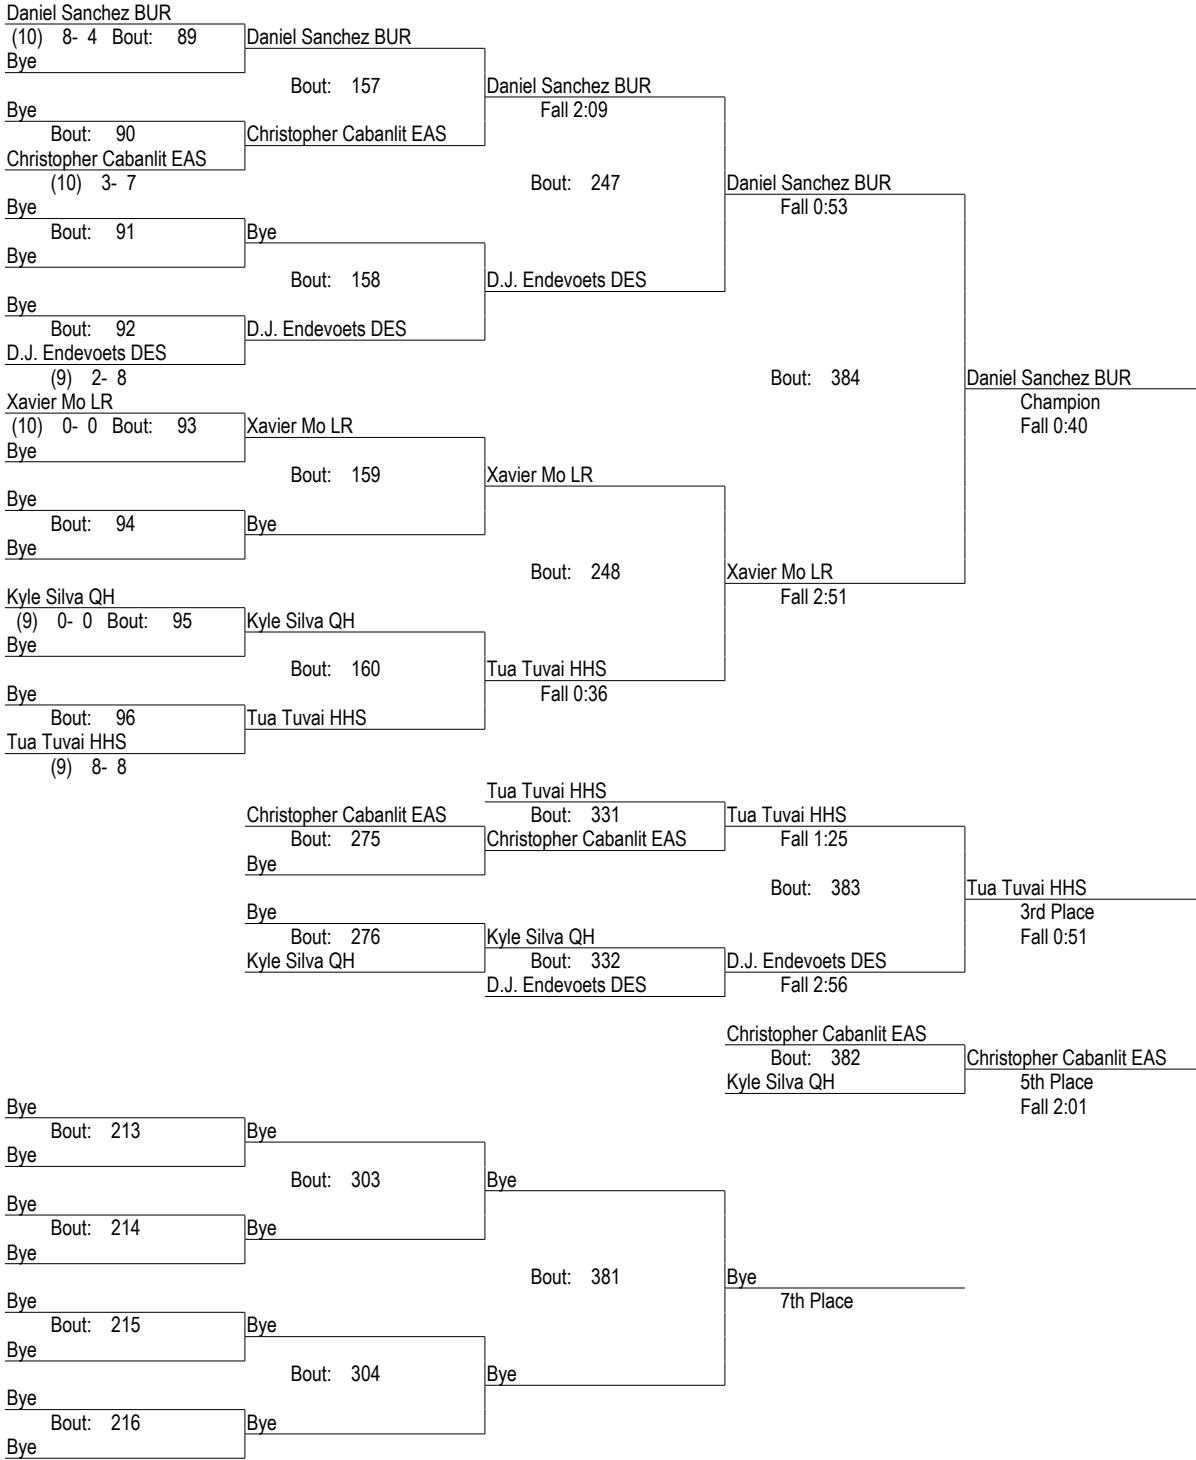 Daniel Sanchez BUR
(10) 8- 4 Bout: 89 Daniel Sanchez BUR
Bye
Bout: 157 Daniel Sanchez BUR
Bye Fall 2:09
Bout: 90 Christopher Cabanlit EAS
Christopher Cabanlit EAS
(10) 3- 7 Bout: 247 Daniel Sanchez BUR
Bye Fall 0:53
Bout: 91 Bye
Bye
Bout: 158 D.J. Endevoets DES
Bye
Bout: 92 D.J. Endevoets DES
D.J. Endevoets DES
(9) 2- 8 Bout: 384 Daniel Sanchez BUR
Xavier Mo LR Champion
(10) 0- 0 Bout: 93 Xavier Mo LR Fall 0:40
Bye
Bout: 159 Xavier Mo LR
Bye
Bout: 94 Bye
Bye
Bout: 248 Xavier Mo LR
Kyle Silva QH Fall 2:51
(9) 0- 0 Bout: 95 Kyle Silva QH
Bye
Bout: 160 Tua Tuvai HHS
Bye Fall 0:36
Bout: 96 Tua Tuvai HHS
Tua Tuvai HHS
(9) 8- 8
Tua Tuvai HHS
Christopher Cabanlit EAS Bout: 331 Tua Tuvai HHS
Bout: 275 Christopher Cabanlit EAS Fall 1:25
Bye
Bout: 383 Tua Tuvai HHS
Bye 3rd Place
Bout: 276 Kyle Silva QH Fall 0:51
Kyle Silva QH Bout: 332 D.J. Endevoets DES
D.J. Endevoets DES Fall 2:56
Christopher Cabanlit EAS
Bout: 382 Christopher Cabanlit EAS
Kyle Silva QH 5th Place
Bye Fall 2:01
Bout: 213 Bye
Bye
Bout: 303 Bye
Bye
Bout: 214 Bye
Bye
Bout: 381 Bye
Bye 7th Place
Bout: 215 Bye
Bye
Bout: 304 Bye
Bye
Bout: 216 Bye
Bye